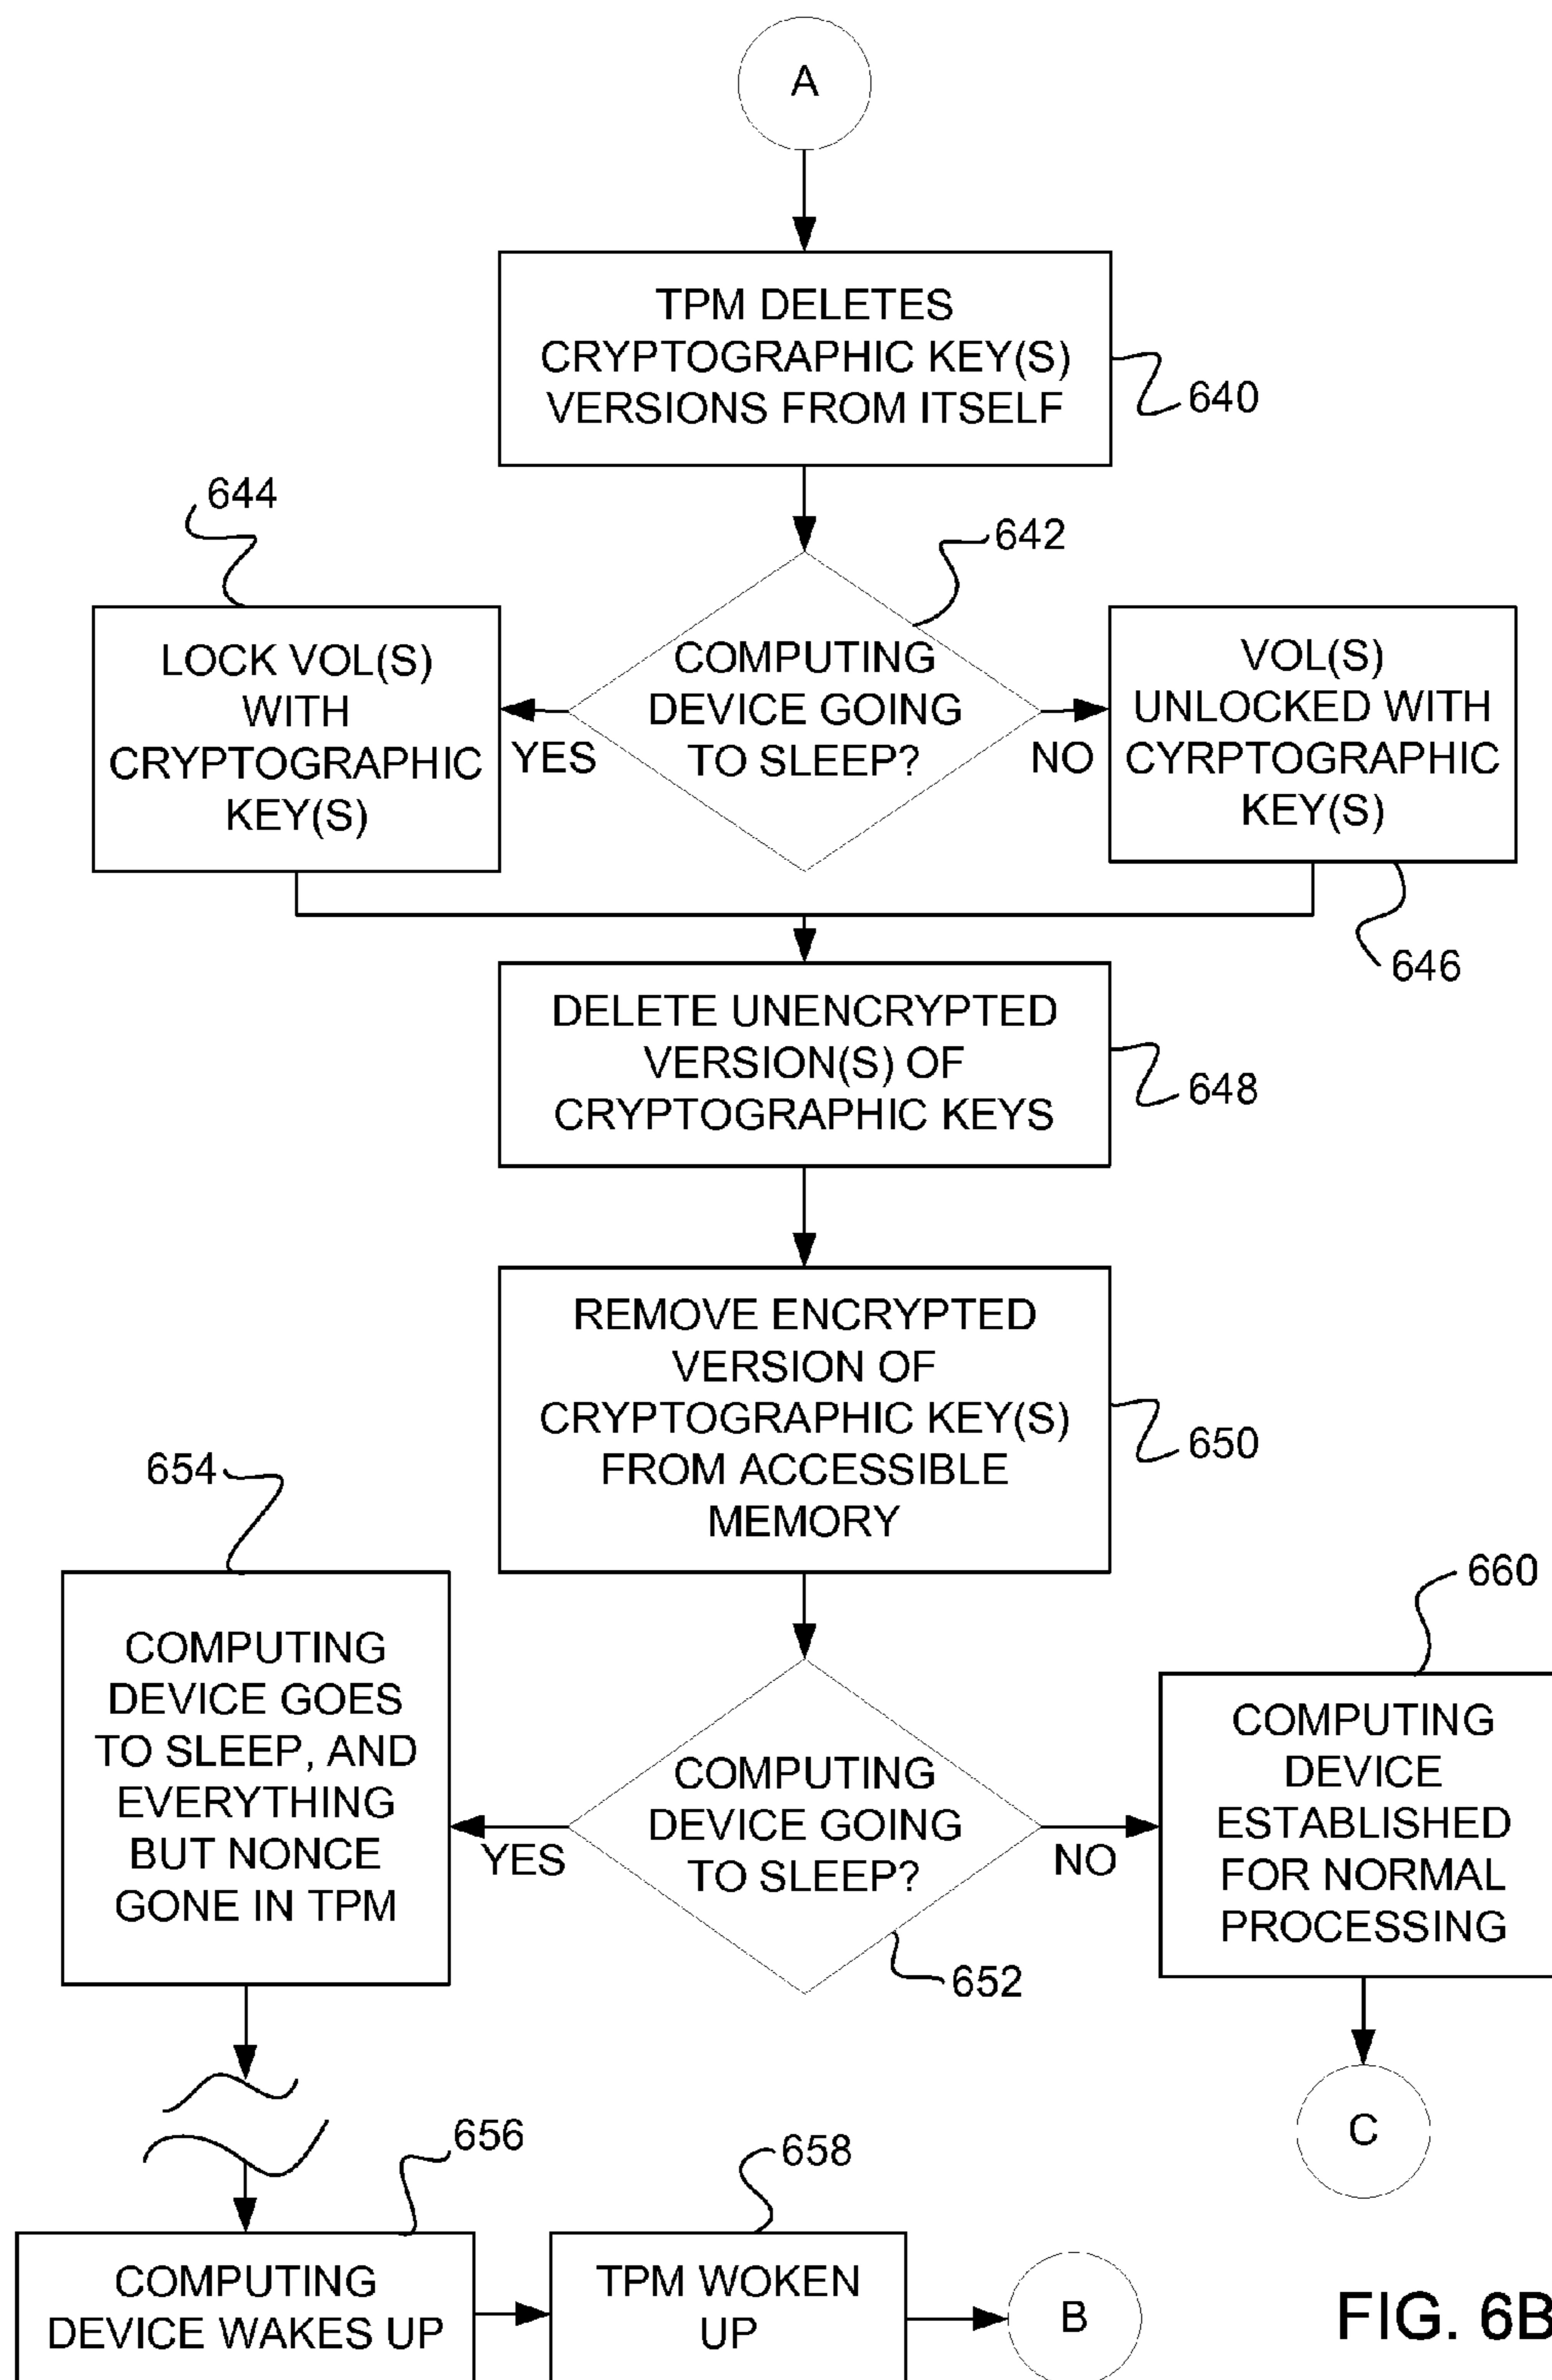 A
TPM DELETES
CRYPTOGRAPHIC KEY(S)
VERSIONS FROM ITSELF
640
644
642
LOCK VOL(S)
WITH
CRYPTOGRAPHIC
KEY(S)
YES
COMPUTING
DEVICE GOING
TO SLEEP?
NO
VOL(S)
UNLOCKED WITH
CYRPTOGRAPHIC
KEY(S)
646
DELETE UNENCRYPTED
VERSION(S) OF
CRYPTOGRAPHIC KEYS
648
REMOVE ENCRYPTED
VERSION OF
CRYPTOGRAPHIC KEY(S)
FROM ACCESSIBLE
MEMORY
650
654
COMPUTING
DEVICE GOES
TO SLEEP, AND
EVERYTHING
BUT NONCE
GONE IN TPM
YES
COMPUTING
DEVICE GOING
TO SLEEP?
652
NO
660
COMPUTING
DEVICE
ESTABLISHED
FOR NORMAL
PROCESSING
C
656
COMPUTING
DEVICE WAKES UP
658
TPM WOKEN
UP
B
FIG. 6B